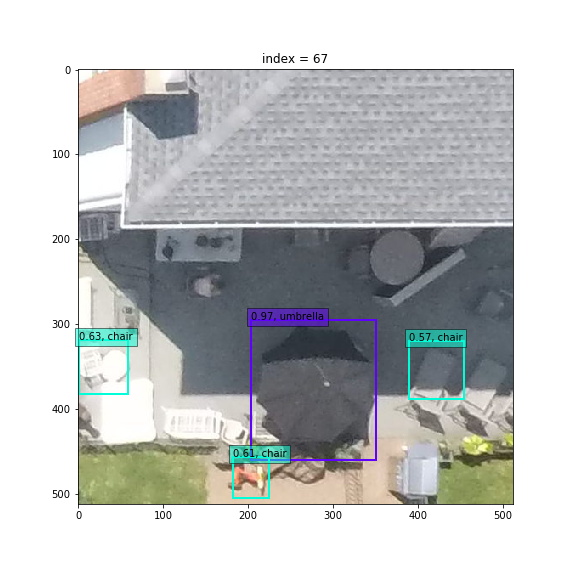 index = 67
0
100
200
300
400
500
0.97, umbrella
0.63, chair
0.57, chair
0.61, chair
0 100 200 300 400 500